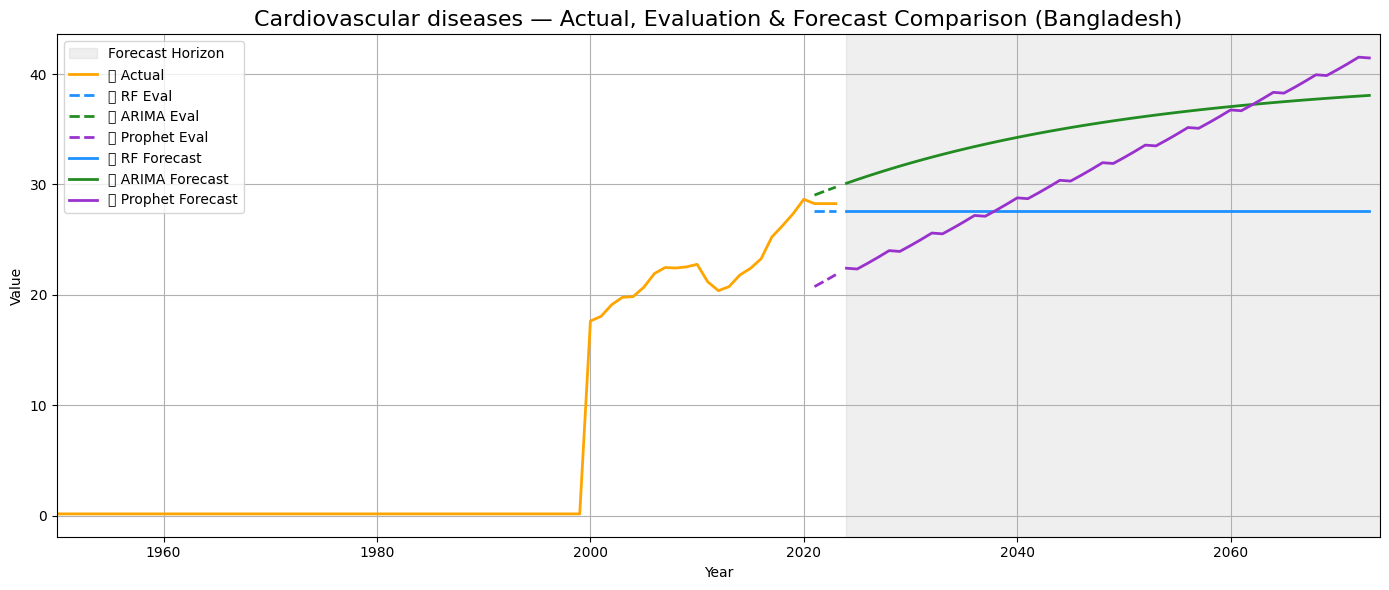 Cardiovascular diseases — Actual, Evaluation & Forecast Comparison (Bangladesh)
Forecast Horizon
Actual
RF Eval
ARIMA Eval
Prophet Eval
RF Forecast
ARIMA Forecast
Prophet Forecast
Value
40
30
20
10
0
1960 1980 2000 2020 2040 2060
Year